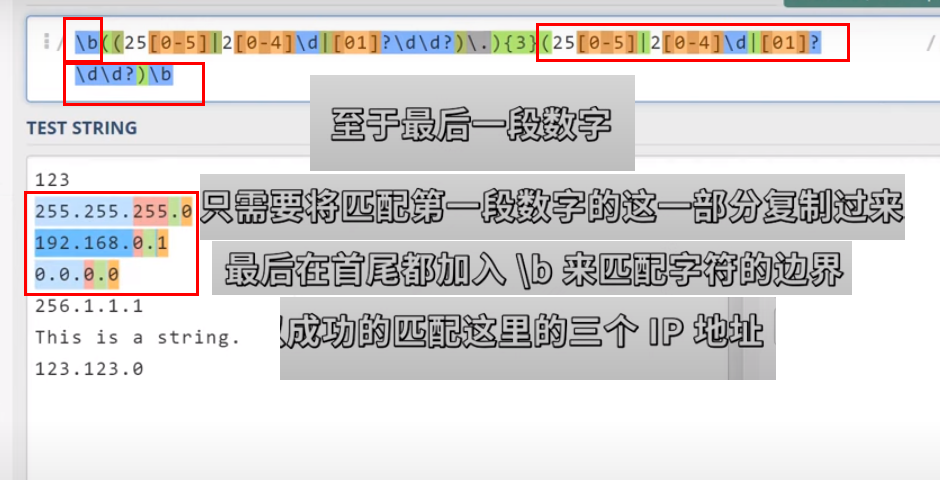 / \b((25[0-5]|2[0-4]\d|[01]?\d\d?)\.){3}(25[0-5]|2[0-4]\d|[01]? /
\d\d?)\b
至于最后一段数字
TEST STRING
123
255.255.255.0
只需要将匹配第一段数字的这一部分复制过来
192.168.0.1
最后在首尾都加入 \b 来匹配字符的边界
0.0.0.0
256.1.1.1
成功的匹配这里的三个 IP 地址
This is a string.
123.123.0